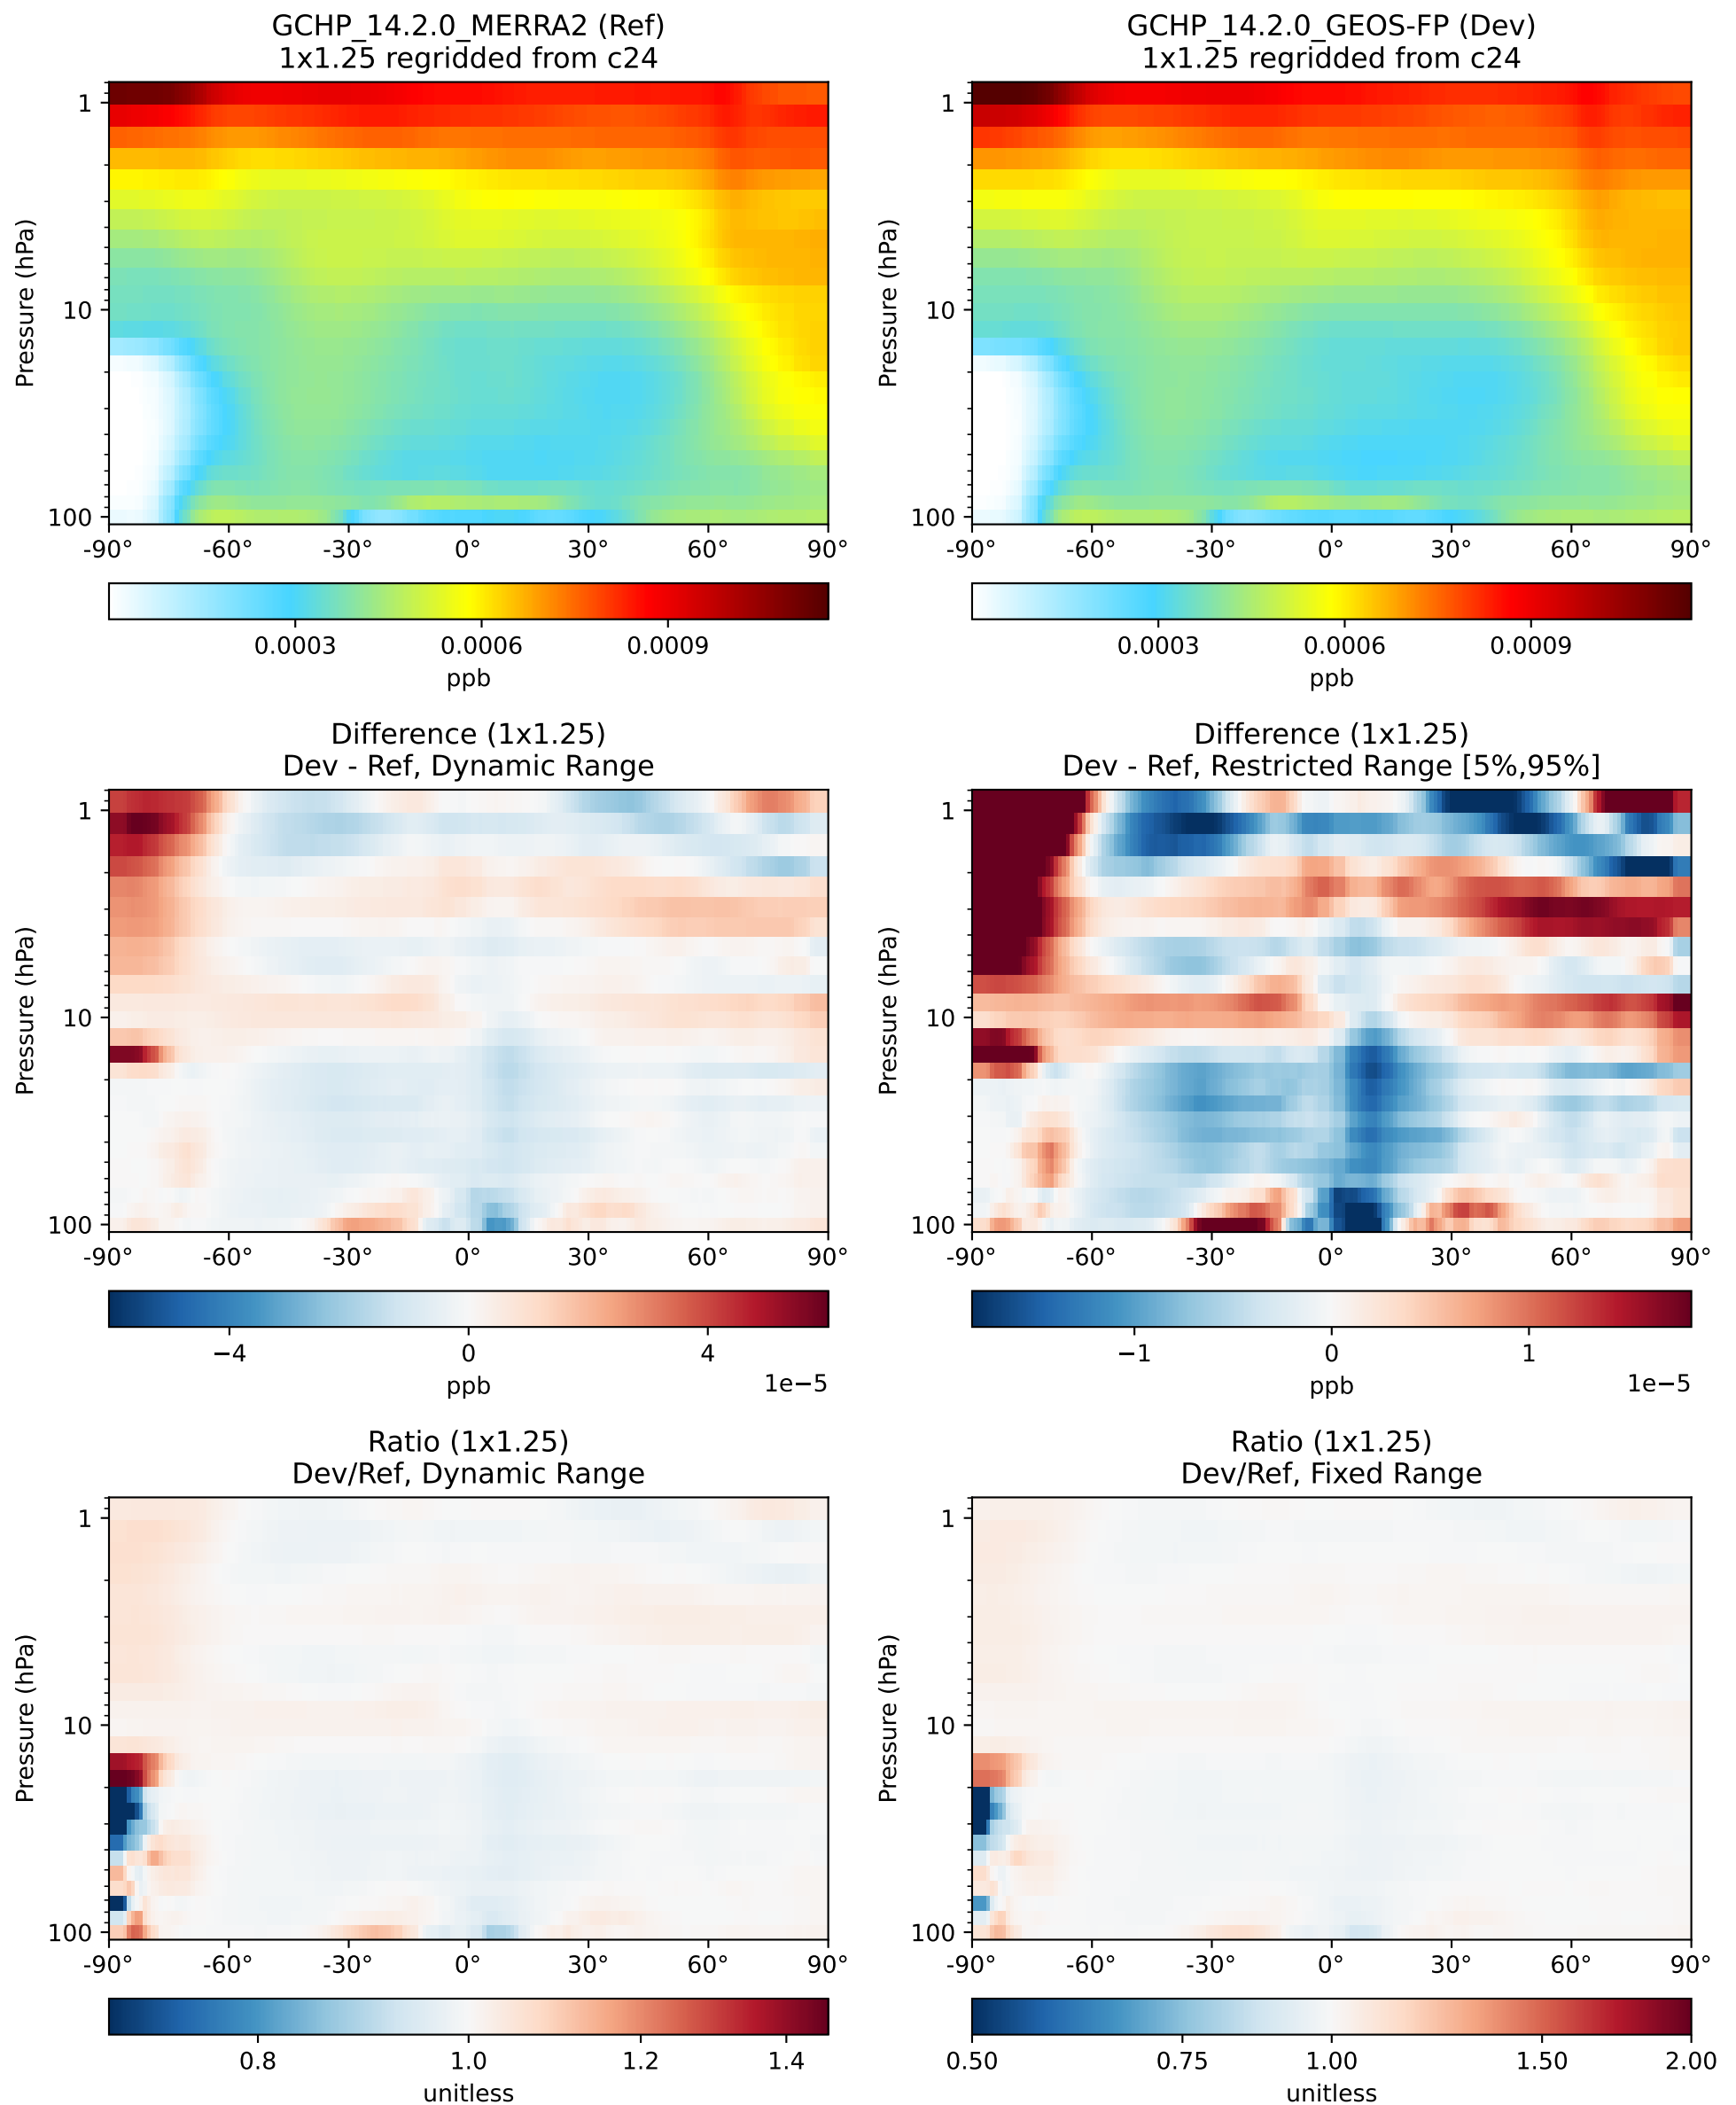 GCHP_14.2.0_MERRA2 (Ref)
1x1.25 regridded from c24
Pressure (hPa)
1
10
100
-90° -60° -30° 0° 30° 60° 90°
0.0003 0.0006 0.0009
ppb
GCHP_14.2.0_GEOS-FP (Dev)
1x1.25 regridded from c24
Pressure (hPa)
1
10
100
-90° -60° -30° 0° 30° 60° 90°
0.0003 0.0006 0.0009
ppb
Difference (1x1.25)
Dev - Ref, Dynamic Range
Pressure (hPa)
1
10
100
-90° -60° -30° 0° 30° 60° 90°
−4 0 4
ppb
1e−5
Difference (1x1.25)
Dev - Ref, Restricted Range [5%,95%]
Pressure (hPa)
1
10
100
-90° -60° -30° 0° 30° 60° 90°
−1 0 1
ppb
1e−5
Ratio (1x1.25)
Dev/Ref, Dynamic Range
Pressure (hPa)
1
10
100
-90° -60° -30° 0° 30° 60° 90°
0.8 1.0 1.2 1.4
unitless
Ratio (1x1.25)
Dev/Ref, Fixed Range
Pressure (hPa)
1
10
100
-90° -60° -30° 0° 30° 60° 90°
0.50 0.75 1.00 1.50 2.00
unitless